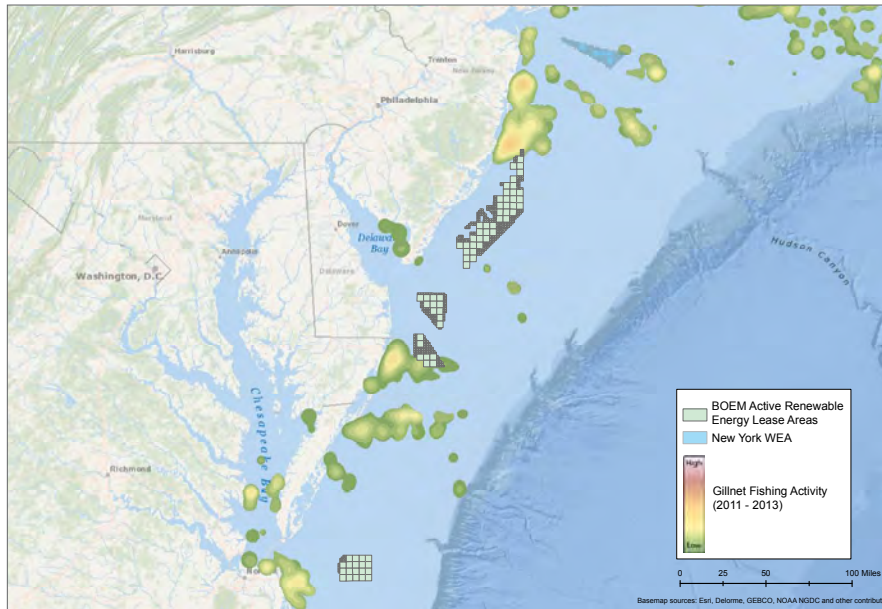 Harrisburg
Trenton
New Jersey
Philadelphia
Maryland
Dover
Delawa
Bay
Annapolis
Delaware
Washington, D.C.
Hudson Canyon
Chesapeake Bay
Richmond
BOEM Active Renewable
Energy Lease Areas
New York WEA
High
Gillnet Fishing Activity
(2011 - 2013)
Low
0 25 50 100 Miles
Basemap sources: Esri, Delorme, GEBCO, NOAA NGDC and other contribut